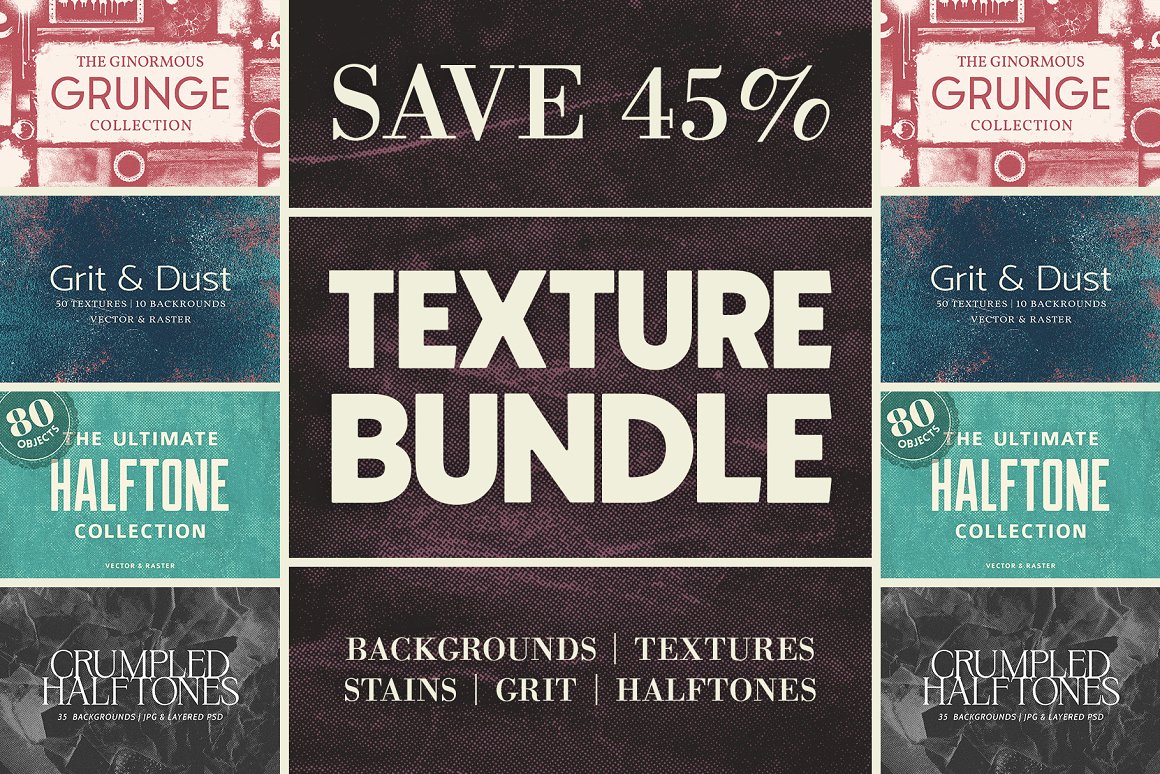 THE GINORMOUS
GRUNGE
COLLECTION
Grit & Dust
50 TEXTURES | 10 BACKROUNDS
VECTOR & RASTER
80
OBJECTS
THE ULTIMATE
HALFTONE
COLLECTION
VECTOR & RASTER
CRUMPLED
HALFTONES
35 BACKGROUNDS | JPG & LAYERED PSD
SAVE 45%
TEXTURE
BUNDLE
BACKGROUNDS | TEXTURES
STAINS | GRIT | HALFTONES
THE GINORMOUS
GRUNGE
COLLECTION
Grit & Dust
50 TEXTURES | 10 BACKROUNDS
VECTOR & RASTER
80
OBJECTS
THE ULTIMATE
HALFTONE
COLLECTION
VECTOR & RASTER
CRUMPLED
HALFTONES
35 BACKGROUNDS | JPG & LAYERED PSD